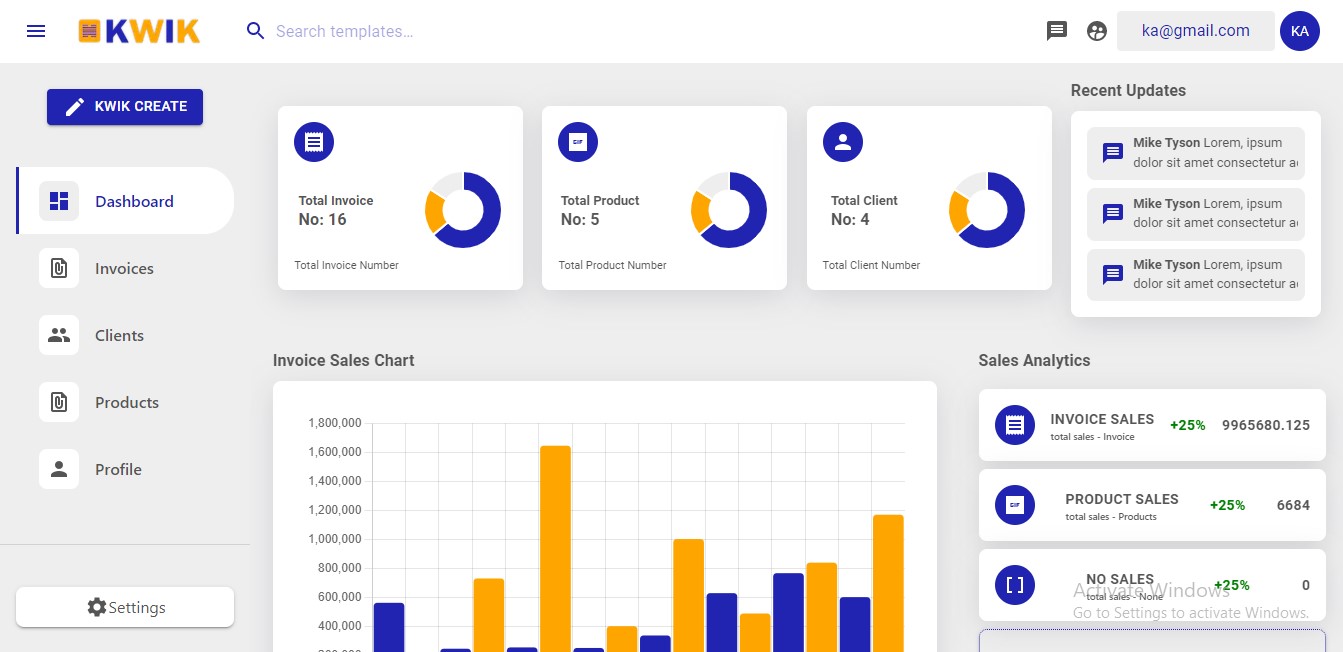 KWIK
Search templates...
ka@gmail.com
KA
KWIK CREATE
Dashboard
Invoices
Clients
Products
Profile
Settings
Total Invoice
No: 16
Total Invoice Number
GIF
Total Product
No: 5
Total Product Number
Total Client
No: 4
Total Client Number
Recent Updates
Mike Tyson Lorem, ipsum
dolor sit amet consectetur a
Mike Tyson Lorem, ipsum
dolor sit amet consectetur a
Mike Tyson Lorem, ipsum
dolor sit amet consectetur a
Invoice Sales Chart
1,800,000
1,600,000
1,400,000
1,200,000
1,000,000
800,000
600,000
400,000
200,000
Sales Analytics
INVOICE SALES +25% 9965680.125
total sales - Invoice
GIF
PRODUCT SALES +25% 6684
total sales - Products
NO SALES +25% 0
total sales - None
Activate Windows
Go to Settings to activate Windows.